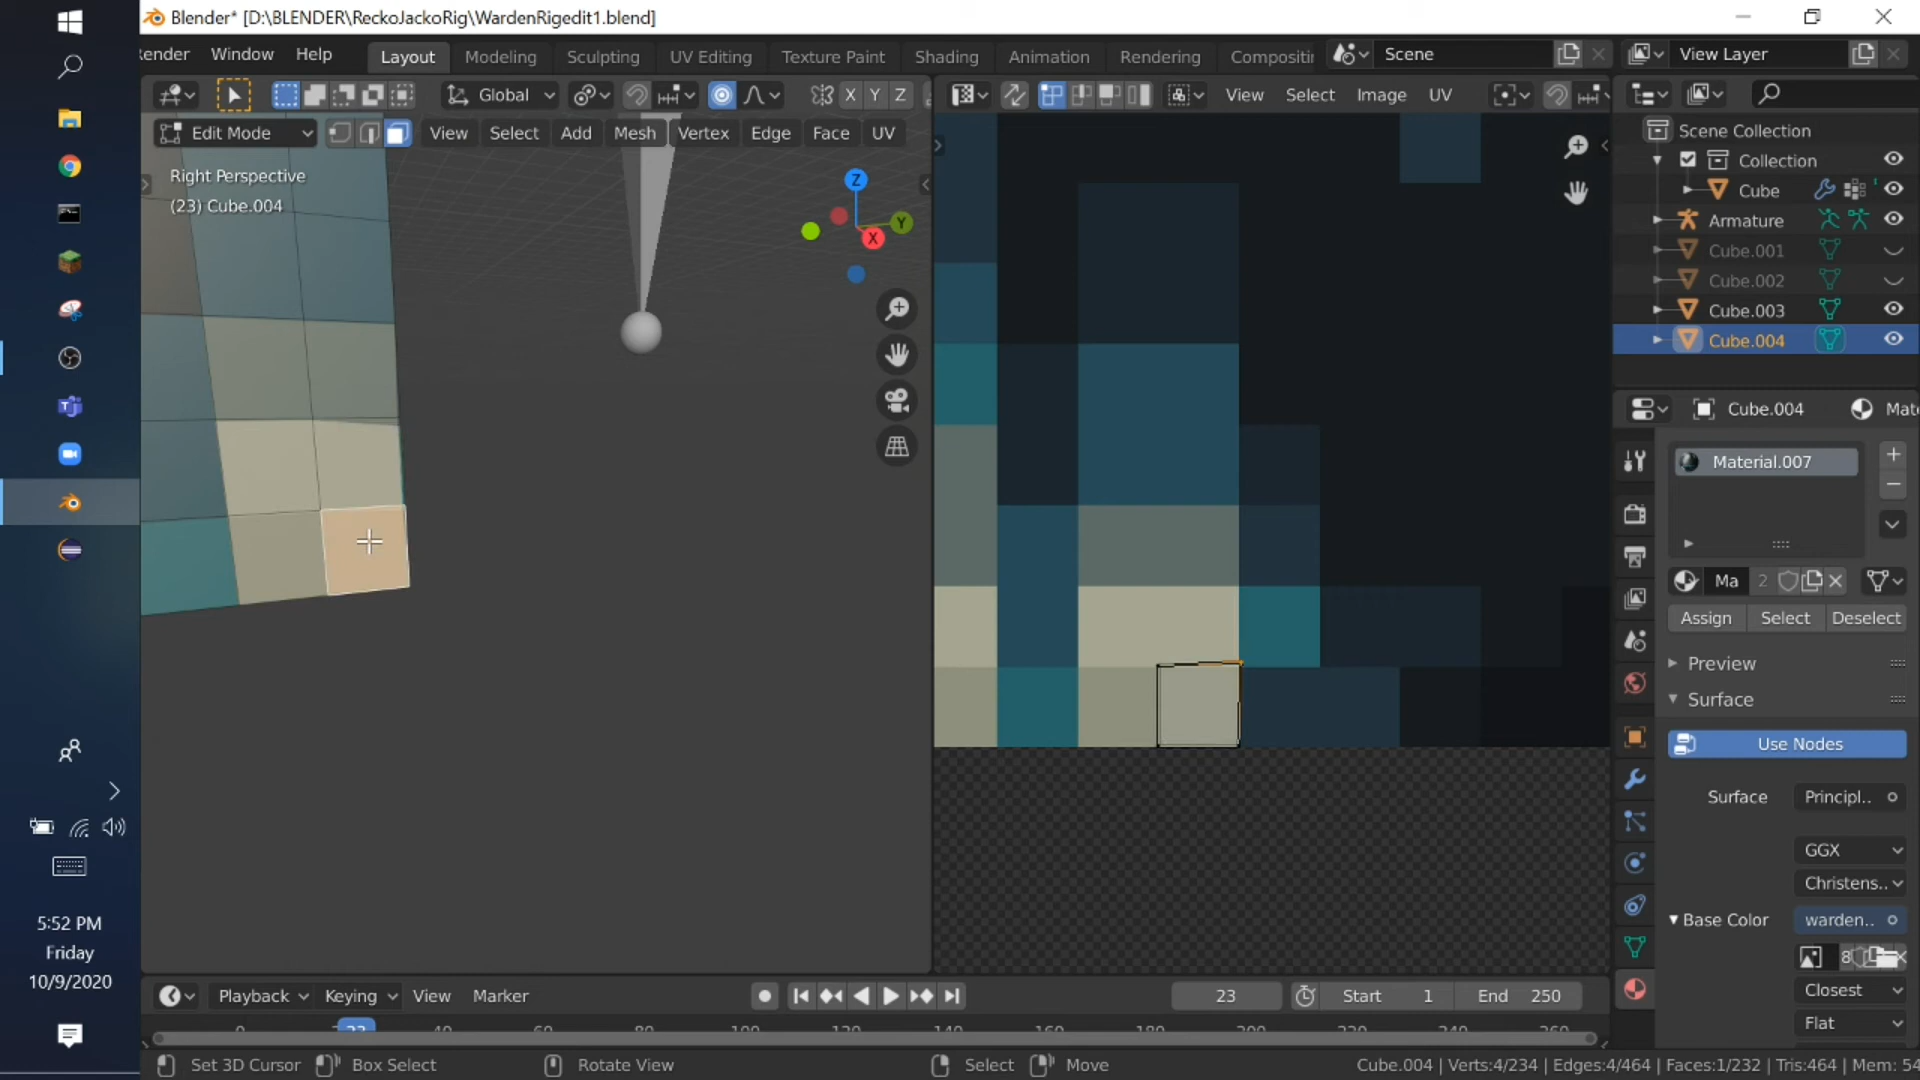 Blender* [D:\BLENDER\ReckoJackoRig\WardenRigedit1.blend]
ender Window Help Layout Modeling Sculpting UV Editing Texture Paint Shading Animation Rendering Compositin Scene View Layer
Global X Y Z View Select Image UV
Edit Mode View Select Add Mesh Vertex Edge Face UV
Right Perspective
(23) Cube.004
Z
Y
X
Scene Collection
Collection
Cube
Armature
Cube.001
Cube.002
Cube.003
Cube.004
Cube.004 Mate
Material.007
Ma 2
Assign Select Deselect
Preview
Surface
Use Nodes
Surface Principl..
GGX
Christens..
Base Color warden..
8
Closest
Flat
5:52 PM
Friday
10/9/2020
Playback Keying View Marker 23 Start 1 End 250
0 23 40 60 80 100 120 140 160 180 200 220 240 260
Set 3D Cursor Box Select Rotate View Select Move Cube.004 | Verts:4/234 | Edges:4/464 | Faces:1/232 | Tris:464 | Mem: 54